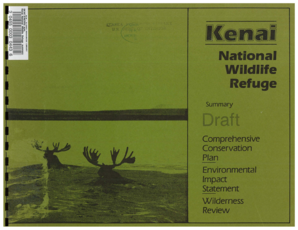 Kenai
National
Wildlife
Refuge
Summary
Draft
Comprehensive
Conservation
Plan
Environmental
Impact
Statement
Wilderness
Review